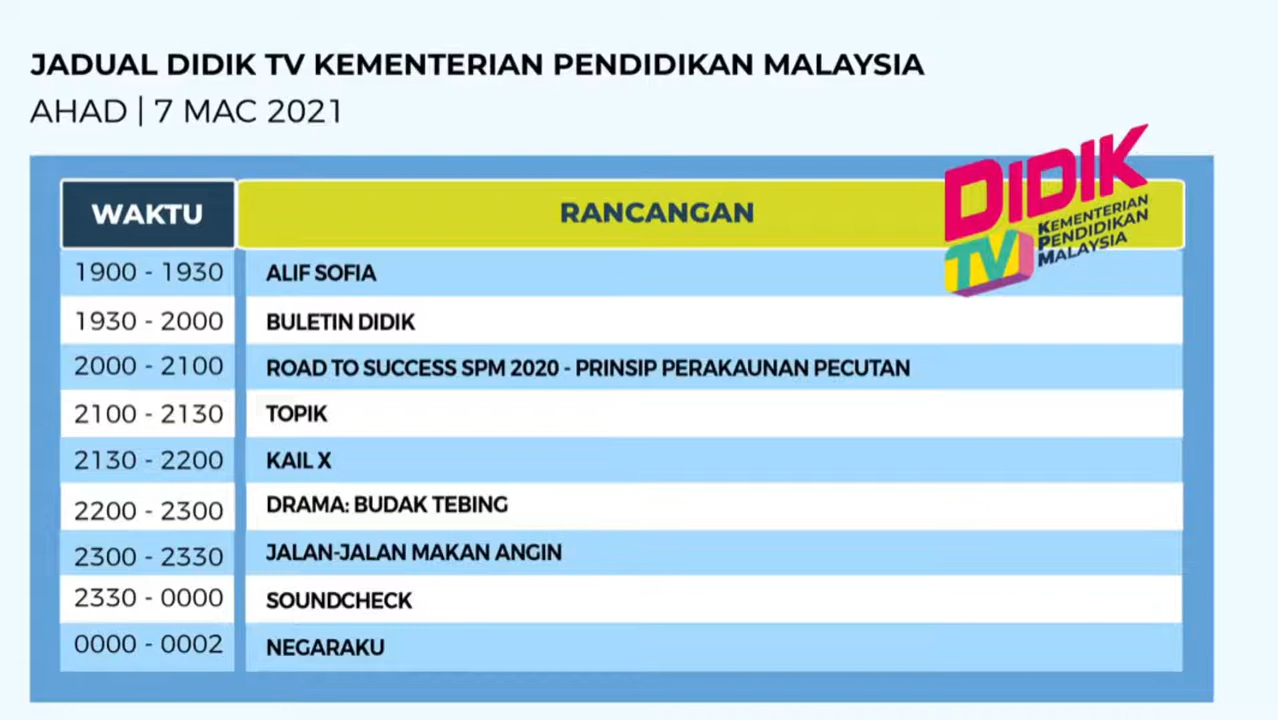 JADUAL DIDIK TV KEMENTERIAN PENDIDIKAN MALAYSIA
AHAD | 7 MAC 2021
DIDIK
TV
KEMENTERIAN
PENDIDIKAN
MALAYSIA
WAKTU RANCANGAN
1900 - 1930 ALIF SOFIA
1930 - 2000 BULETIN DIDIK
2000 - 2100 ROAD TO SUCCESS SPM 2020 - PRINSIP PERAKAUNAN PECUTAN
2100 - 2130 TOPIK
2130 - 2200 KAIL X
2200 - 2300 DRAMA: BUDAK TEBING
2300 - 2330 JALAN-JALAN MAKAN ANGIN
2330 - 0000 SOUNDCHECK
0000 - 0002 NEGARAKU